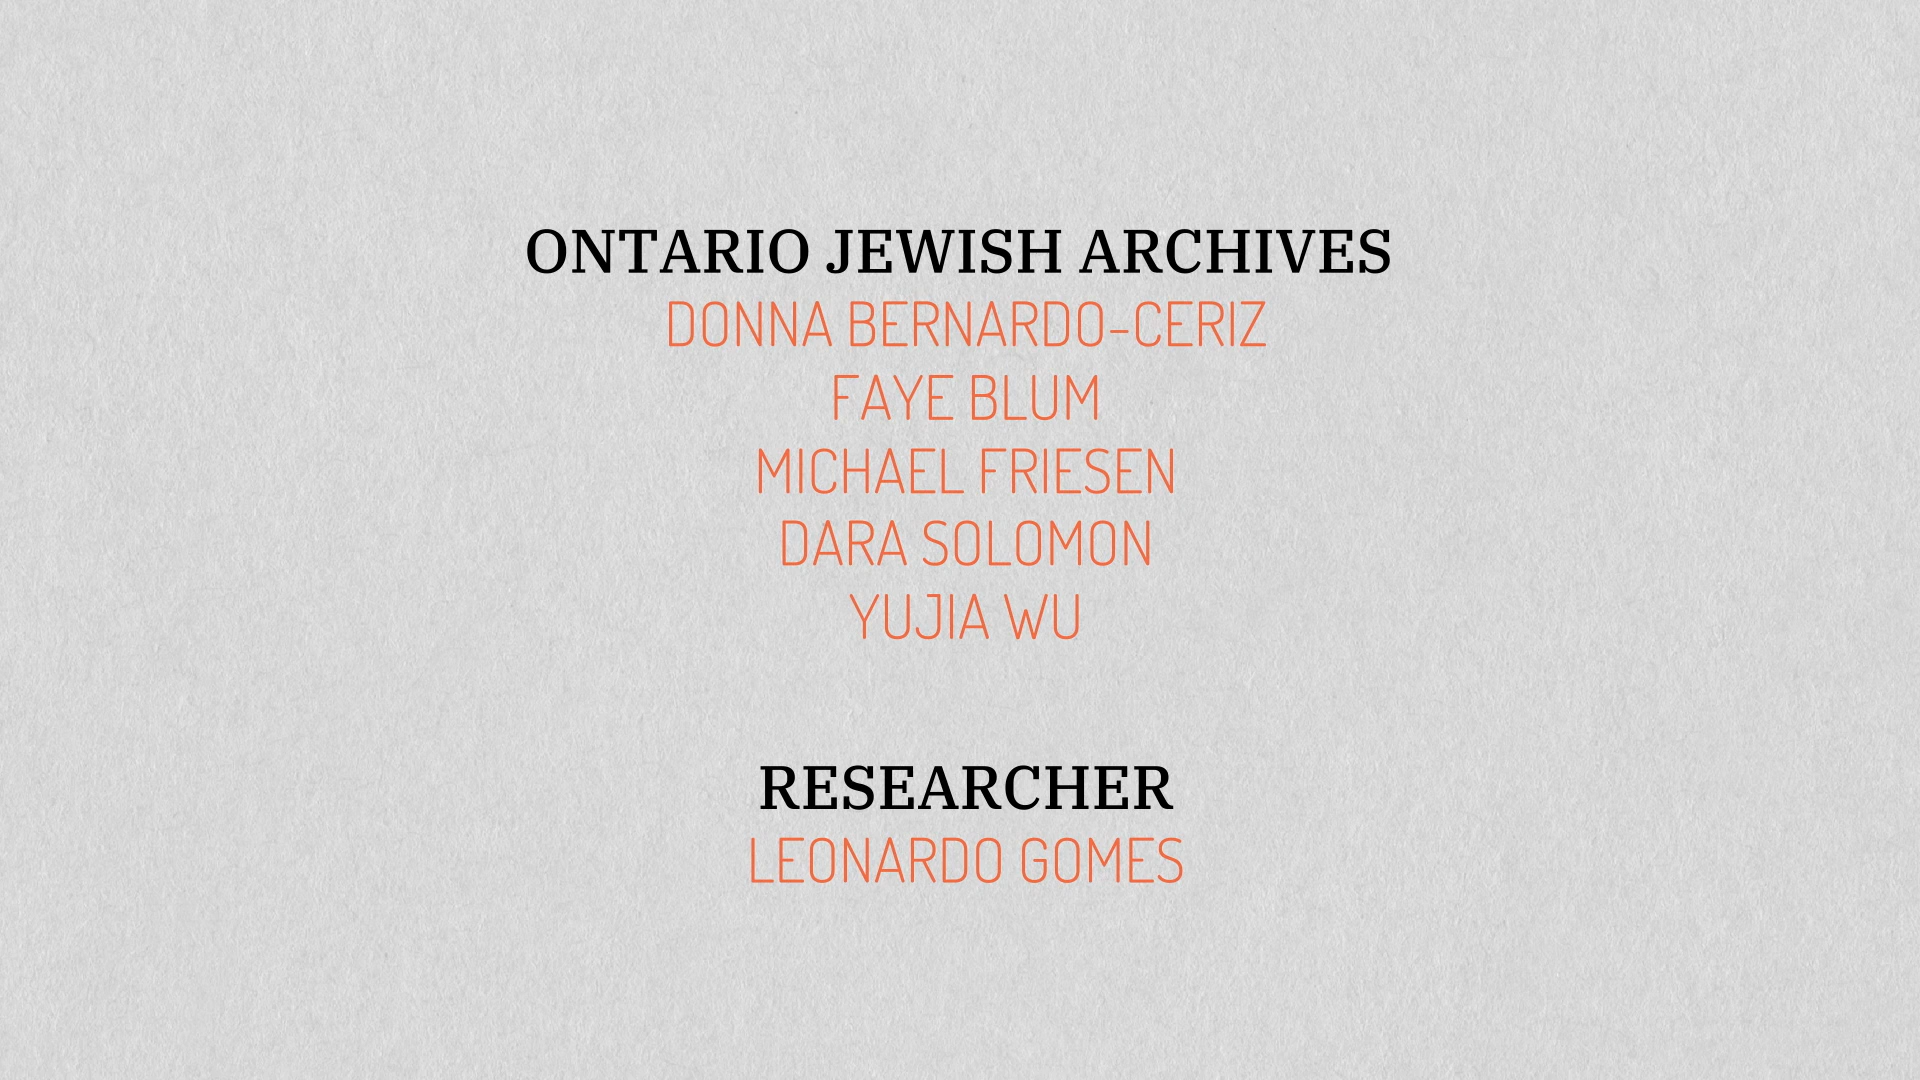 ONTARIO JEWISH ARCHIVES
DONNA BERNARDO-CERIZ
FAYE BLUM
MICHAEL FRIESEN
DARA SOLOMON
YUJIA WU
RESEARCHER
LEONARDO GOMES